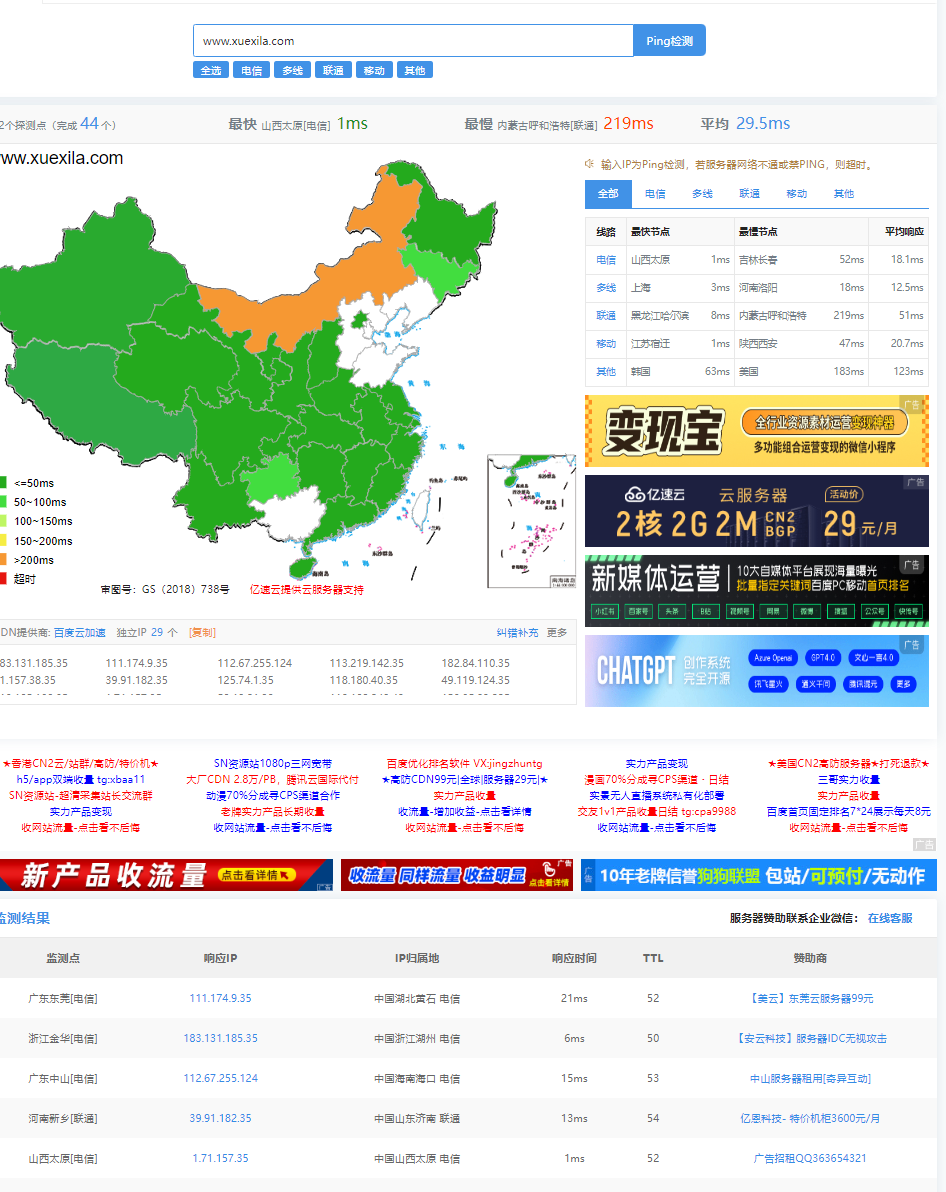 www.xuexila.com
Ping检测
全选 电信 多线 联通 移动 其他
2个探测点（完成 44 个） 最快 山西太原[电信] 1ms 最慢 内蒙古呼和浩特[联通] 219ms 平均 29.5ms
ww.xuexila.com
输入IP为Ping检测，若服务器网络不通或禁PING，则超时。
全部 电信 多线 联通 移动 其他
线路 最快节点 最慢节点 平均响应
电信 山西太原 1ms 吉林长春 52ms 18.1ms
多线 上海 3ms 河南洛阳 18ms 12.5ms
联通 黑龙江哈尔滨 8ms 内蒙古呼和浩特 219ms 51ms
移动 江苏宿迁 1ms 陕西西安 47ms 20.7ms
其他 韩国 63ms 美国 183ms 123ms
<=50ms
50~100ms
100~150ms
150~200ms
>200ms
超时
东沙群岛
海南岛
南海诸岛
审图号：GS（2018）738号 亿速云提供云服务器支持
广告
变现宝
全行业资源素材运营变现神器
多功能组合运营变现的微信小程序
广告
亿速云 云服务器 活动价
2核2G2M CN2 BGP 29元/月
广告
新媒体运营
10大自媒体平台展现海量曝光
批量指定关键词百度PC移动首页排名
小红书 百家号 头条 B站 视频号 网易 微博 搜狐 公众号 快传号
广告
CHATGPT 创作系统 完全开源
Azure Openai GPT4.0 文心一言4.0
讯飞星火 通义千问 腾讯混元 更多
DN提供商: 百度云加速 独立IP 29 个 [复制] 纠错补充 更多
83.131.185.35 111.174.9.35 112.67.255.124 113.219.142.35 182.84.110.35
1.157.38.35 39.91.182.35 125.74.1.35 118.180.40.35 49.119.124.35
★香港CN2云/站群/高防/特价机★ SN资源站1080p三网宽带 百度优化排名软件 VX:jingzhuntg 实力产品变现 ★美国CN2高防服务器★打死退款★
h5/app双端收量 tg:xbaa11 大厂CDN 2.8万/PB，腾讯云国际代付 ★高防CDN99元|全球|服务器29元|★ 漫国70%分成寻CPS渠道·日结 三哥实力收量
SN资源站-超清采集站长交流群 动漫70%分成寻CPS渠道合作 实力产品收量 实景无人直播系统私有化部署 实力产品收量
实力产品变现 老牌实力产品长期收量 收流量-增加收益-点击看详情 交友1v1产品收量日结 tg:cpa9988 百度首页固定排名7*24展示每天8元
收网站流量-点击看不后悔 收网站流量-点击看不后悔 收网站流量-点击看不后悔 收网站流量-点击看不后悔 收网站流量-点击看不后悔
广告
新产品收流量 点击看详情 广告
收流量 同样流量 收益明显 点击看详情 广告
广告 10年老牌信誉狗狗联盟 包站/可预付/无动作
监测结果 服务器赞助联系企业微信： 在线客服
监测点 响应IP IP归属地 响应时间 TTL 赞助商
广东东莞[电信] 111.174.9.35 中国湖北黄石 电信 21ms 52 【美云】东莞云服务器99元
浙江金华[电信] 183.131.185.35 中国浙江湖州 电信 6ms 50 【安云科技】服务器IDC无视攻击
广东中山[电信] 112.67.255.124 中国海南海口 电信 15ms 53 中山服务器租用[奇异互动]
河南新乡[联通] 39.91.182.35 中国山东济南 联通 13ms 54 亿恩科技- 特价机柜3600元/月
山西太原[电信] 1.71.157.35 中国山西太原 电信 1ms 52 广告招租QQ363654321